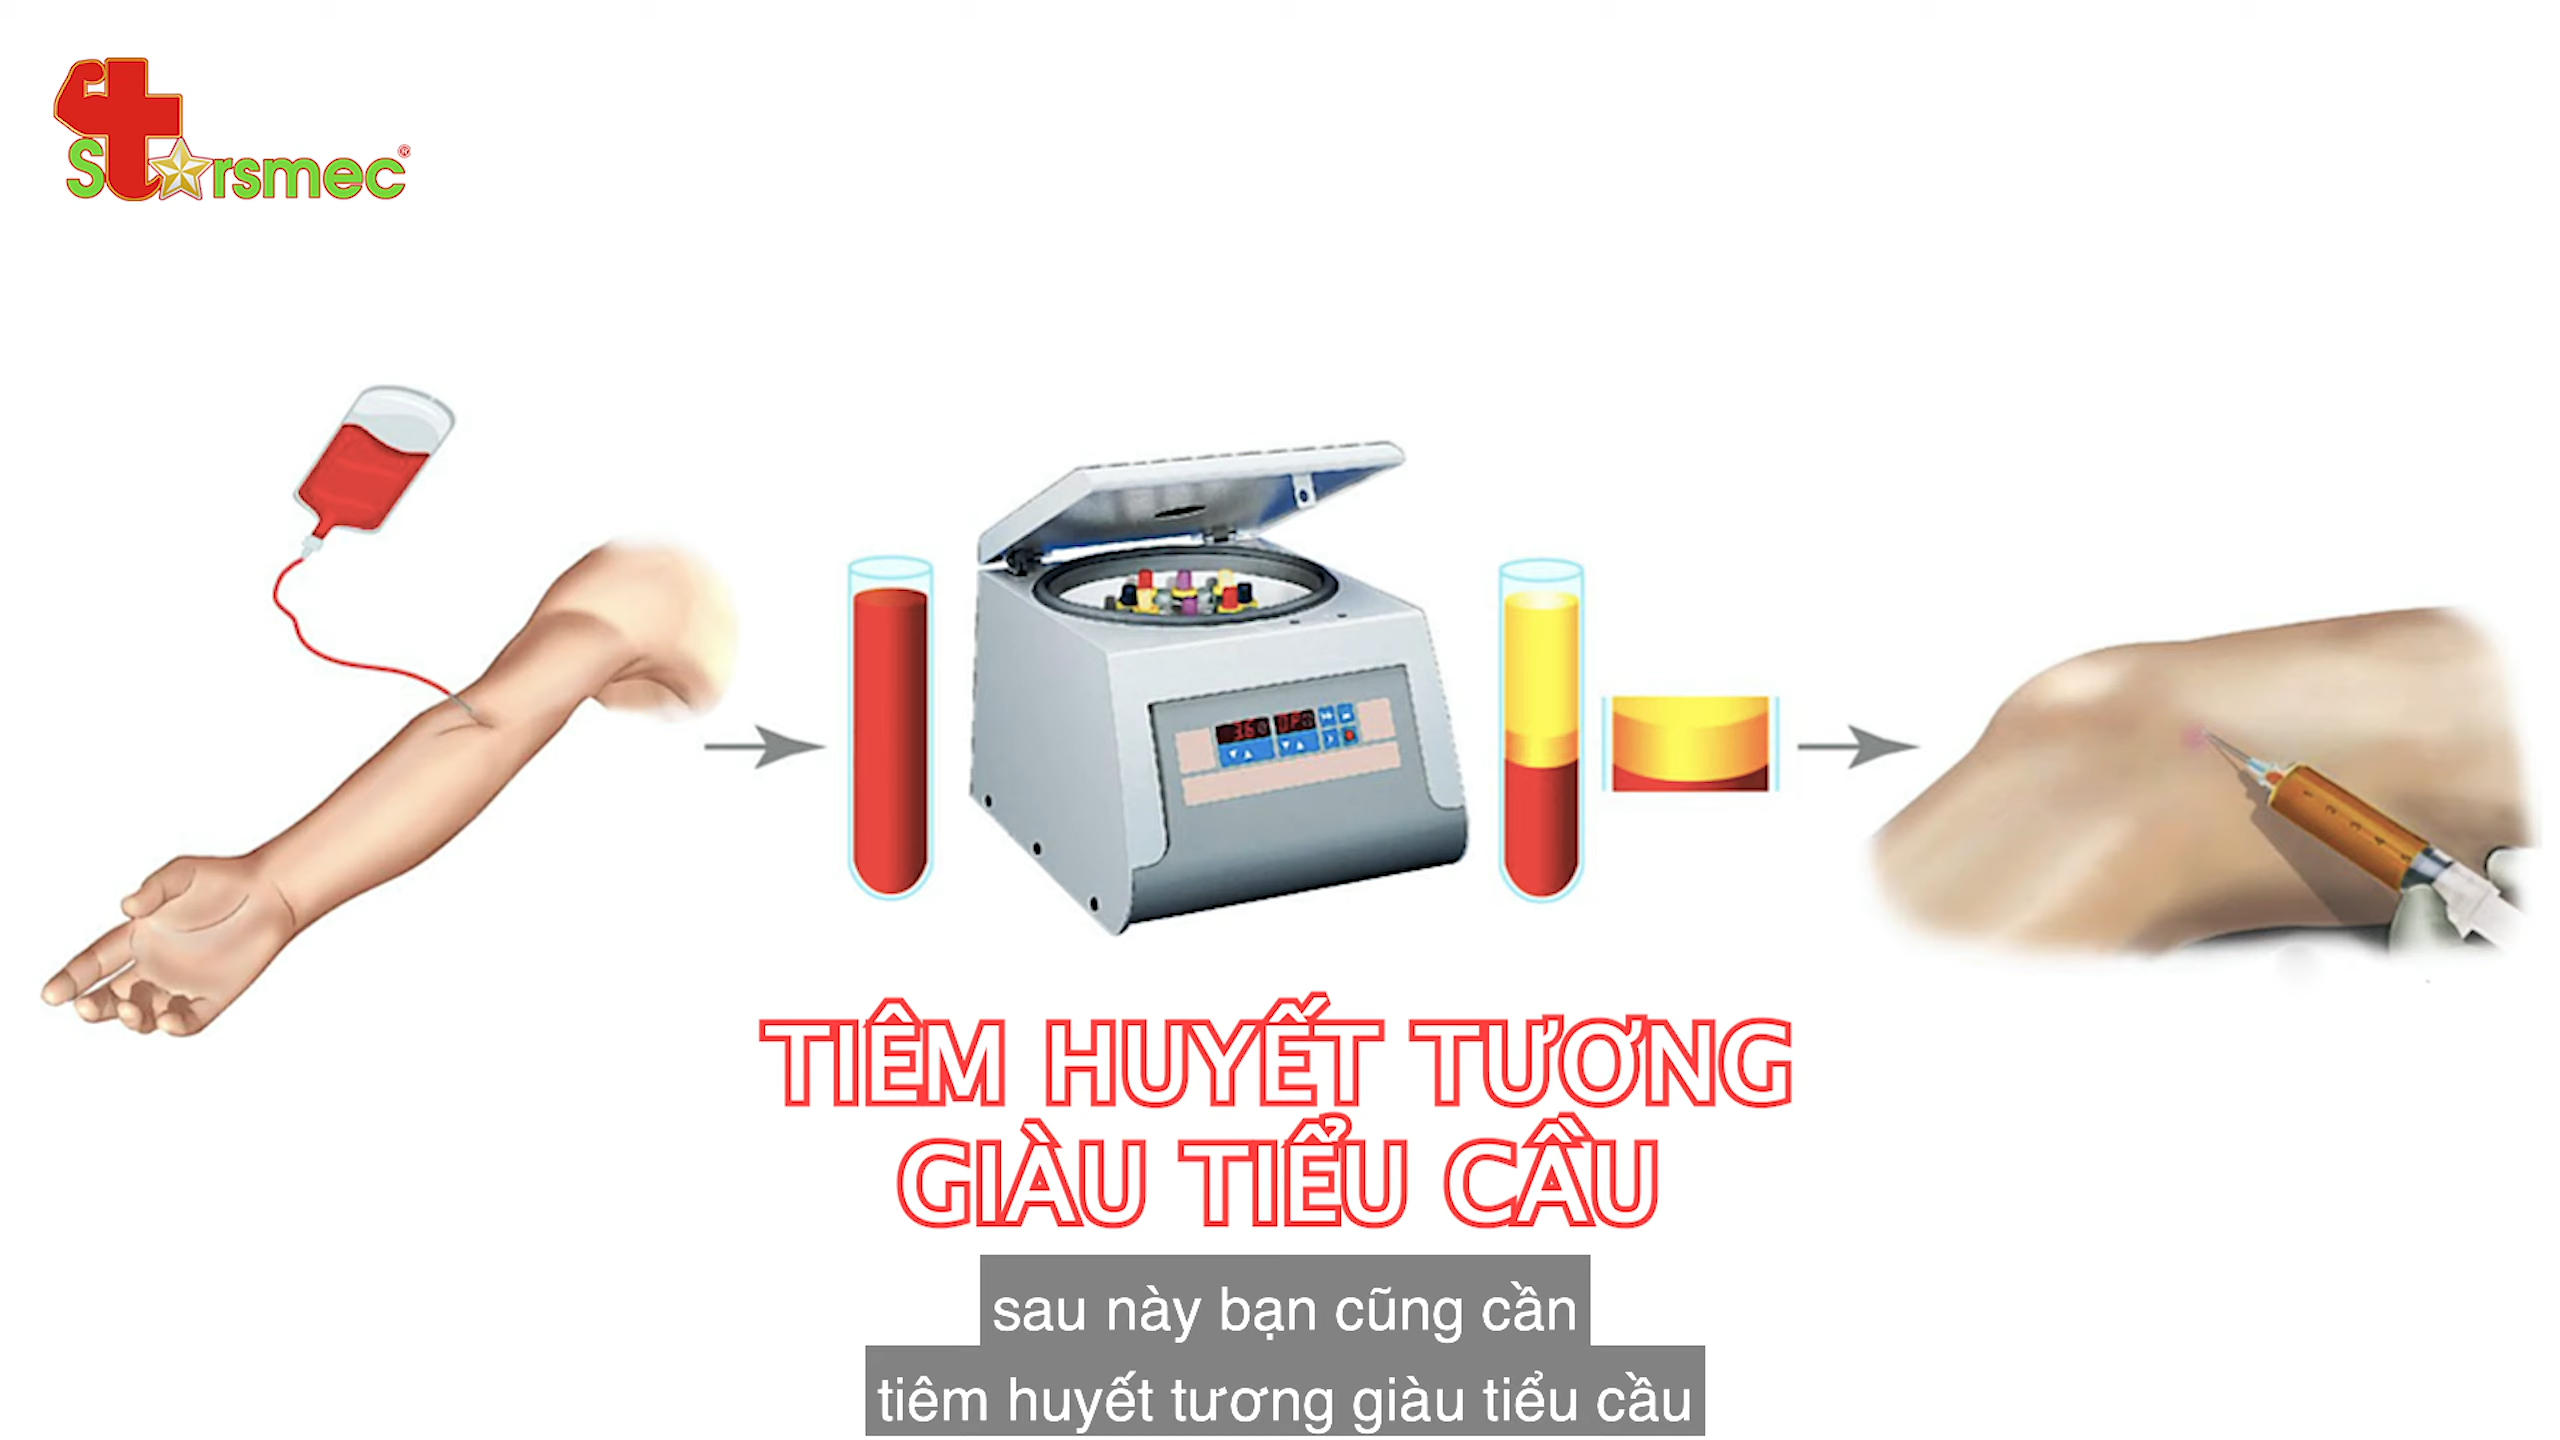 Starsmec®
TIÊM HUYẾT TƯƠNG
GIÀU TIỂU CẦU
sau này bạn cũng cần
tiêm huyết tương giàu tiểu cầu